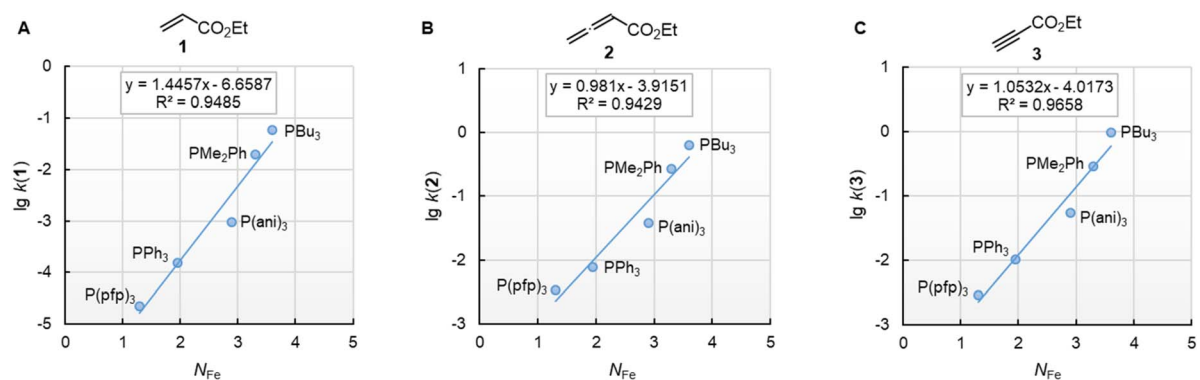 A
CO₂Et
1
y = 1.4457x - 6.6587
R² = 0.9485
0
-1
-2
-3
-4
-5
lg k(1)
PBu₃
PMe₂Ph
P(ani)₃
PPh₃
P(pfp)₃
0 1 2 3 4 5
N_Fe
B
CO₂Et
2
y = 0.981x - 3.9151
R² = 0.9429
1
0
-1
-2
-3
lg k(2)
PBu₃
PMe₂Ph
P(ani)₃
PPh₃
P(pfp)₃
0 1 2 3 4 5
N_Fe
C
CO₂Et
3
y = 1.0532x - 4.0173
R² = 0.9658
1
0
-1
-2
-3
lg k(3)
PBu₃
PMe₂Ph
P(ani)₃
PPh₃
P(pfp)₃
0 1 2 3 4 5
N_Fe